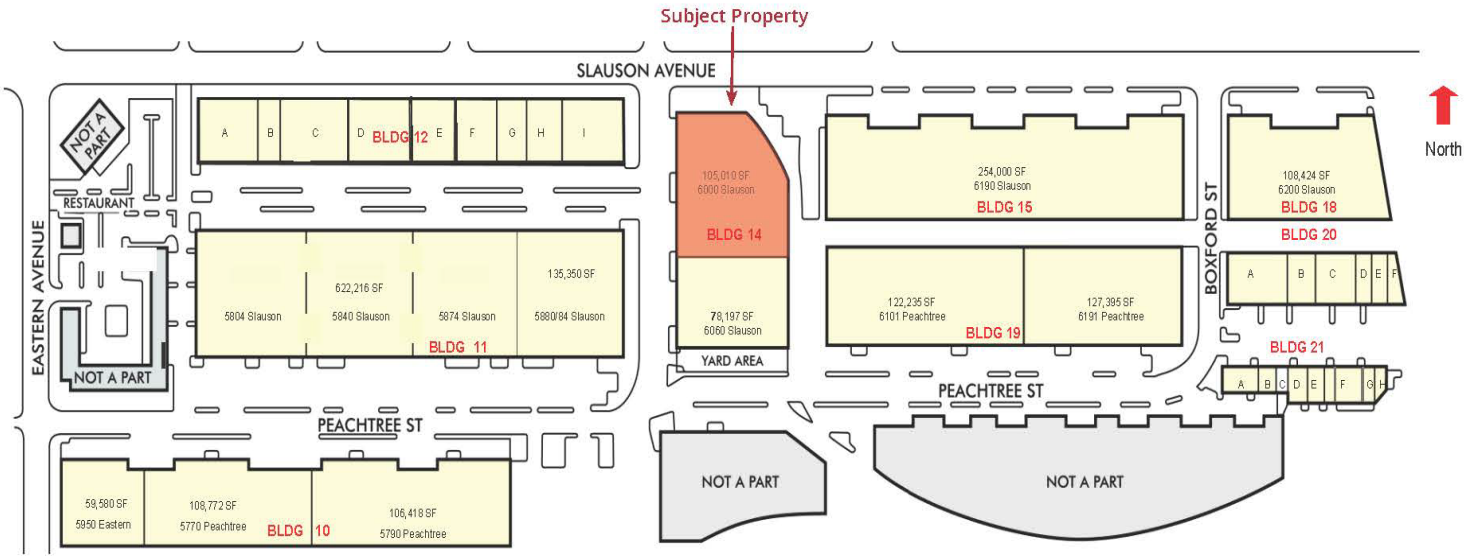 Subject Property
SLAUSON AVENUE
NOT A
PART
A
B
C
D
BLDG 12
E
F
G
H
I
105,010 SF
6000 Slauson
BLDG 14
254,000 SF
6190 Slauson
BLDG 15
108,424 SF
6200 Slauson
BLDG 18
North
RESTAURANT
EASTERN AVENUE
BOXFORD ST
BLDG 20
A
B
C
D
E
F
5804 Slauson
622,216 SF
5840 Slauson
5874 Slauson
135,350 SF
5880/84 Slauson
BLDG 11
78,197 SF
6060 Slauson
YARD AREA
122,235 SF
6101 Peachtree
BLDG 19
127,395 SF
6191 Peachtree
BLDG 21
A
B
C
D
E
F
G
H
NOT A PART
PEACHTREE ST
PEACHTREE ST
59,580 SF
5950 Eastern
108,772 SF
5770 Peachtree
BLDG 10
106,418 SF
5790 Peachtree
NOT A PART
NOT A PART